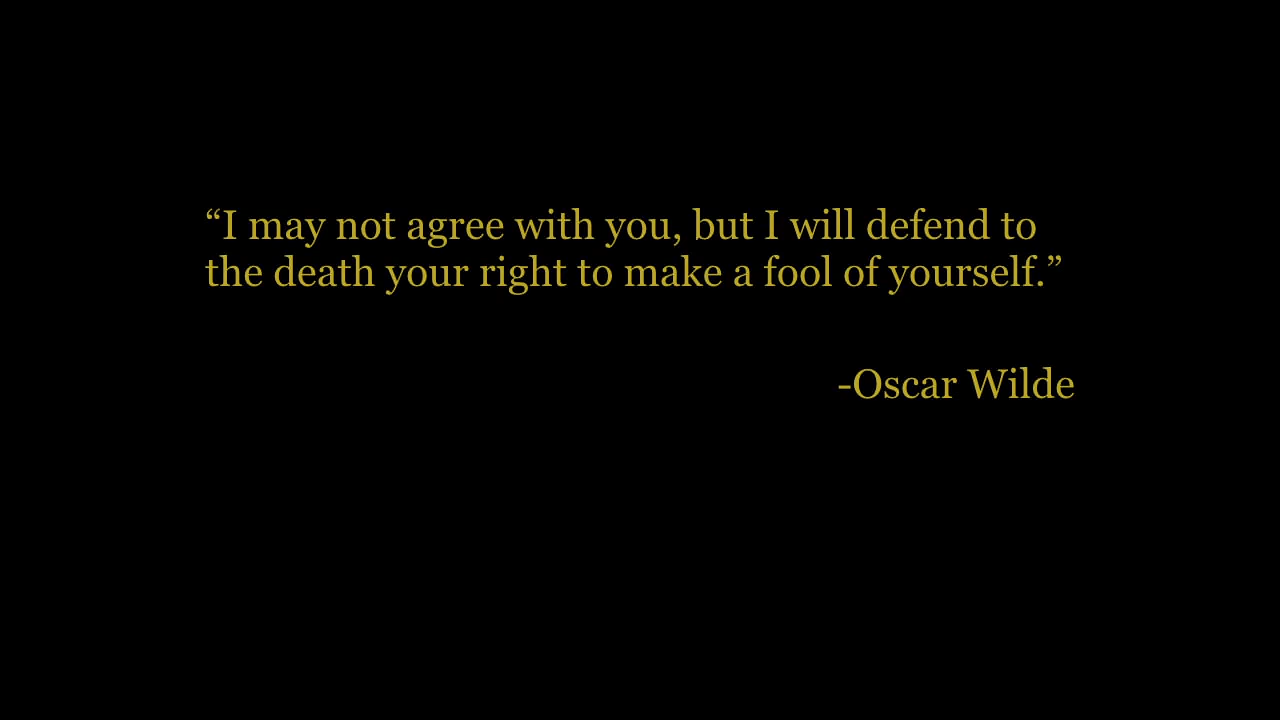 “I may not agree with you, but I will defend to
the death your right to make a fool of yourself.”
-Oscar Wilde